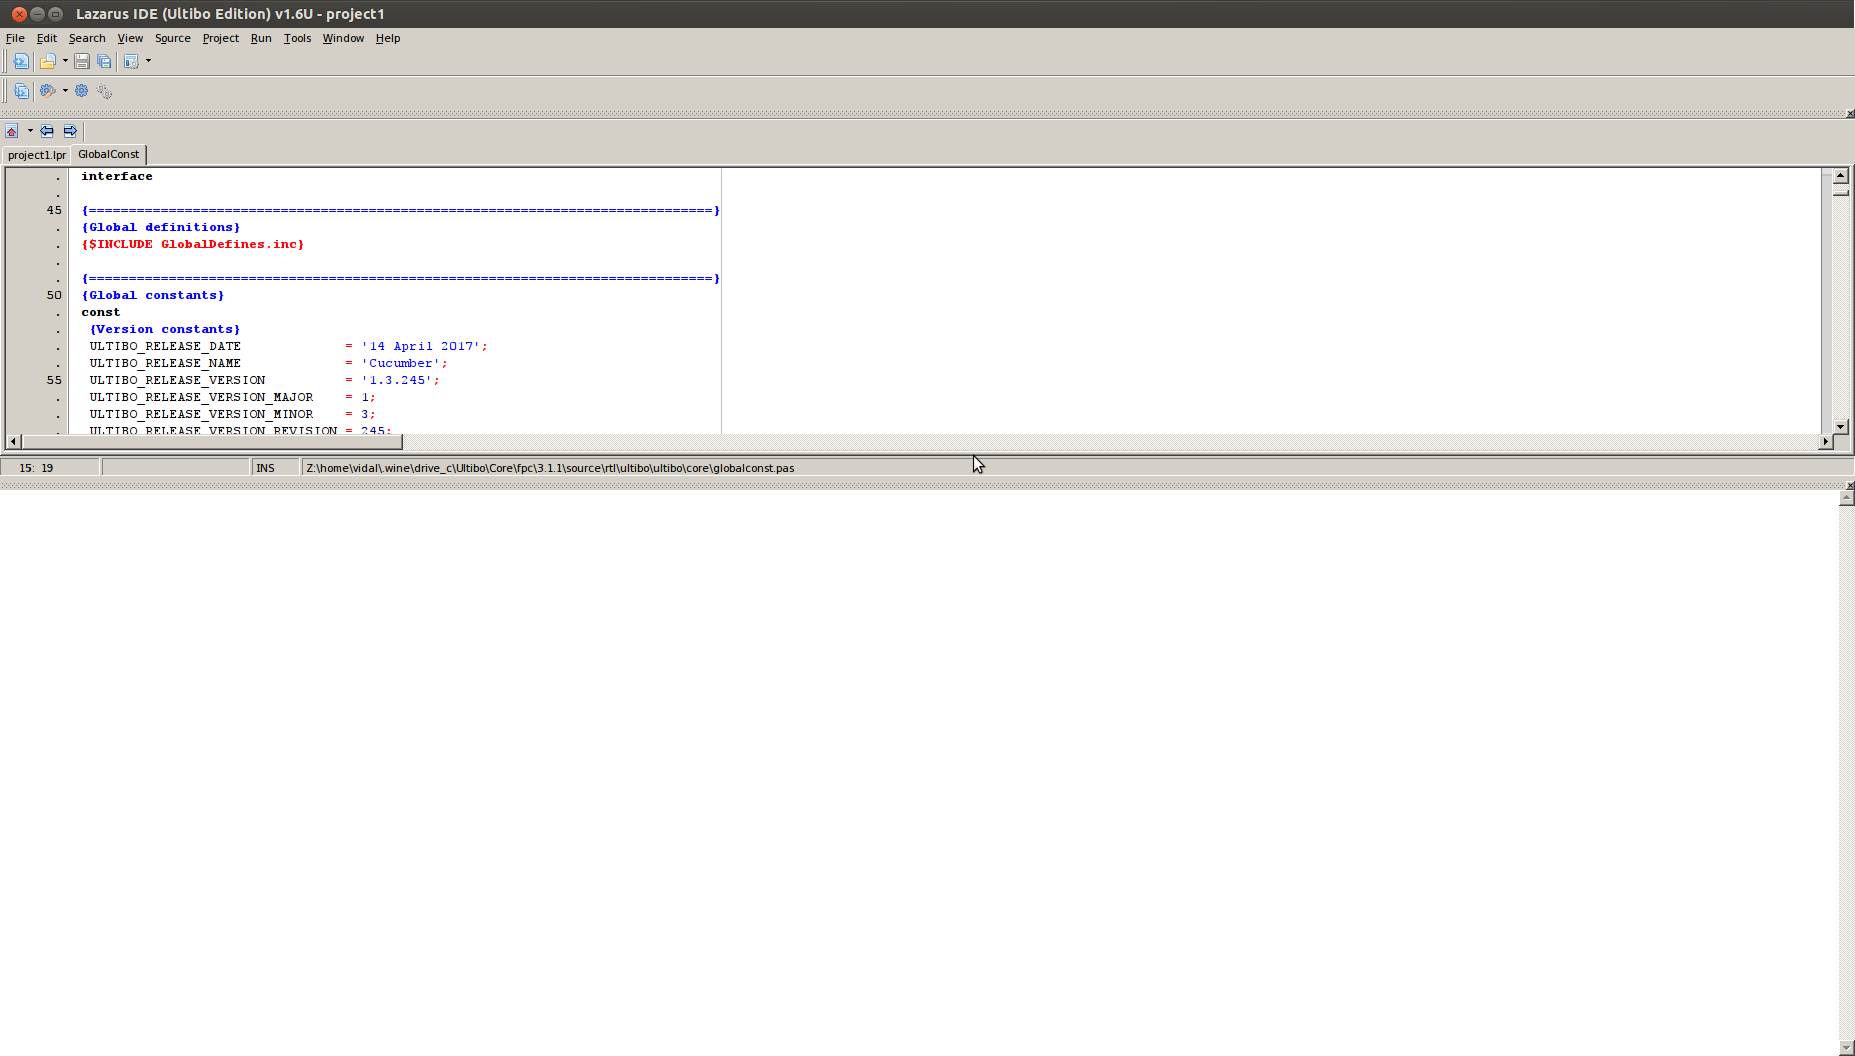 Lazarus IDE (Ultibo Edition) v1.6U - project1
File Edit Search View Source Project Run Tools Window Help
project1.lpr GlobalConst
. interface
.
45 {==============================================================================}
. {Global definitions}
. {$INCLUDE GlobalDefines.inc}
.
. {==============================================================================}
50 {Global constants}
. const
. {Version constants}
. ULTIBO_RELEASE_DATE = '14 April 2017';
. ULTIBO_RELEASE_NAME = 'Cucumber';
55 ULTIBO_RELEASE_VERSION = '1.3.245';
. ULTIBO_RELEASE_VERSION_MAJOR = 1;
. ULTIBO_RELEASE_VERSION_MINOR = 3;
. ULTIBO_RELEASE_VERSION_REVISION = 245;
15: 19 INS Z:\home\vidal\.wine\drive_c\Ultibo\Core\fpc\3.1.1\source\rtl\ultibo\ultibo\core\globalconst.pas